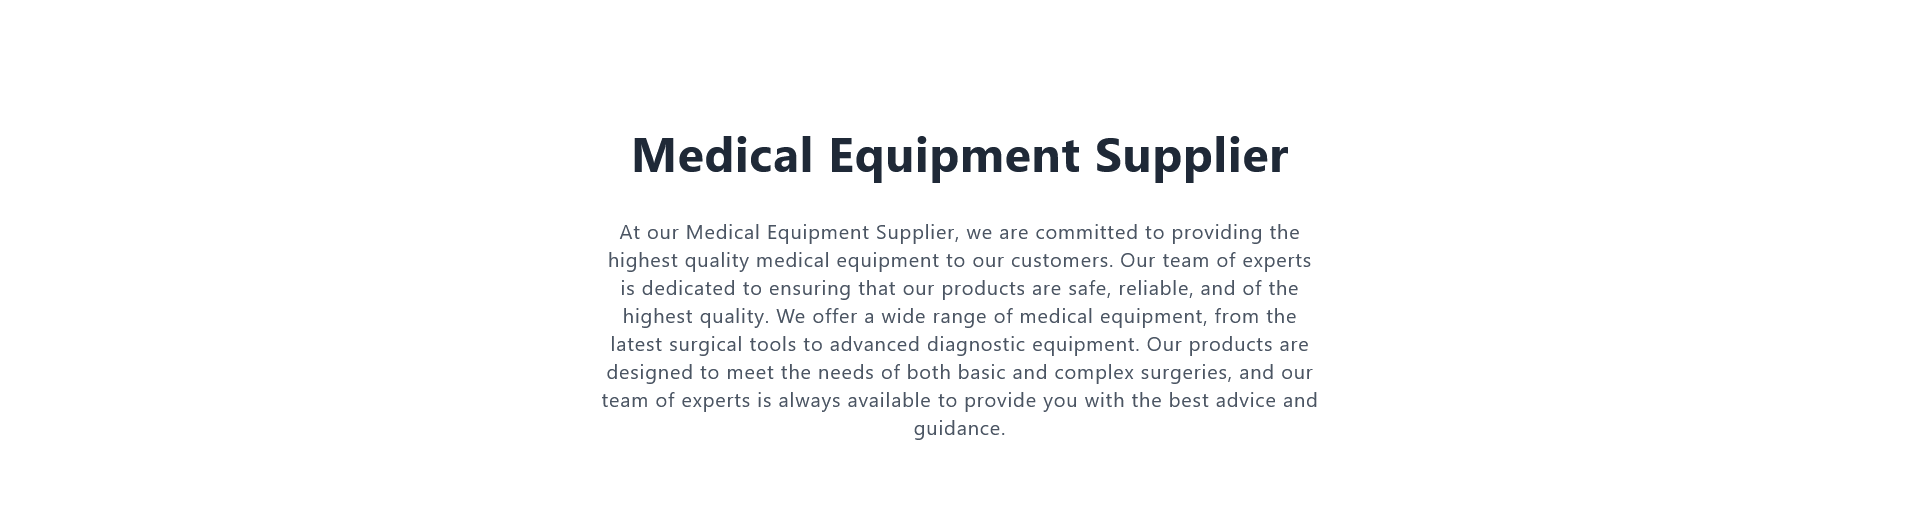 Medical Equipment Supplier
At our Medical Equipment Supplier, we are committed to providing the
highest quality medical equipment to our customers. Our team of experts
is dedicated to ensuring that our products are safe, reliable, and of the
highest quality. We offer a wide range of medical equipment, from the
latest surgical tools to advanced diagnostic equipment. Our products are
designed to meet the needs of both basic and complex surgeries, and our
team of experts is always available to provide you with the best advice and
guidance.